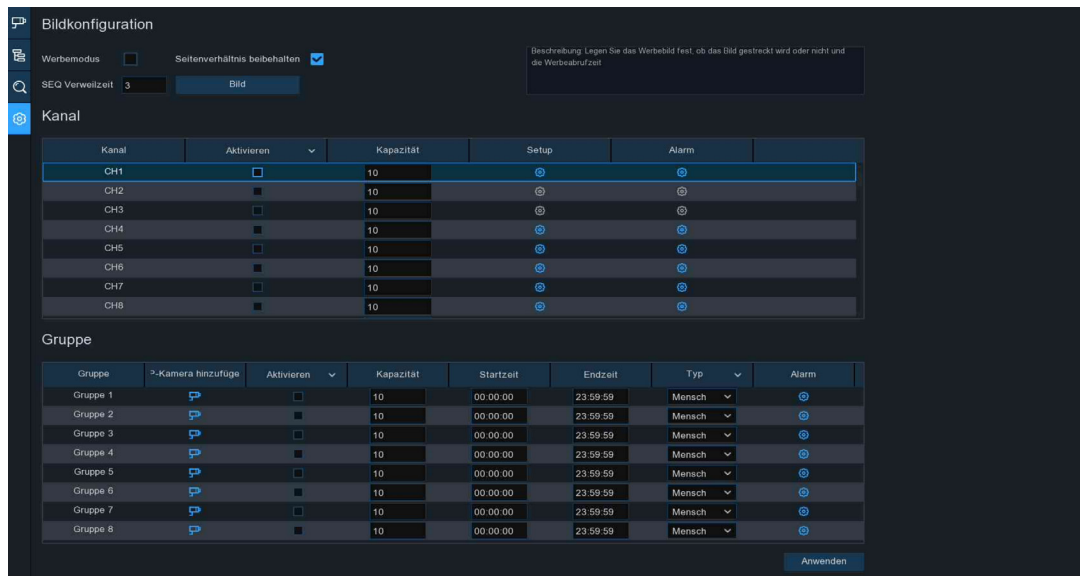 Bildkonfiguration
Werbemodus Seitenverhältnis beibehalten
Beschreibung: Legen Sie das Werbebild fest, ob das Bild gestreckt wird oder nicht und
die Werbeabrufzeit
SEQ Verweilzeit 3 Bild
Kanal
Kanal Aktivieren Kapazität Setup Alarm
CH1 10
CH2 10
CH3 10
CH4 10
CH5 10
CH6 10
CH7 10
CH8 10
Gruppe
Gruppe P-Kamera hinzufüge Aktivieren Kapazität Startzeit Endzeit Typ Alarm
Gruppe 1 10 00:00:00 23:59:59 Mensch
Gruppe 2 10 00:00:00 23:59:59 Mensch
Gruppe 3 10 00:00:00 23:59:59 Mensch
Gruppe 4 10 00:00:00 23:59:59 Mensch
Gruppe 5 10 00:00:00 23:59:59 Mensch
Gruppe 6 10 00:00:00 23:59:59 Mensch
Gruppe 7 10 00:00:00 23:59:59 Mensch
Gruppe 8 10 00:00:00 23:59:59 Mensch
Anwenden